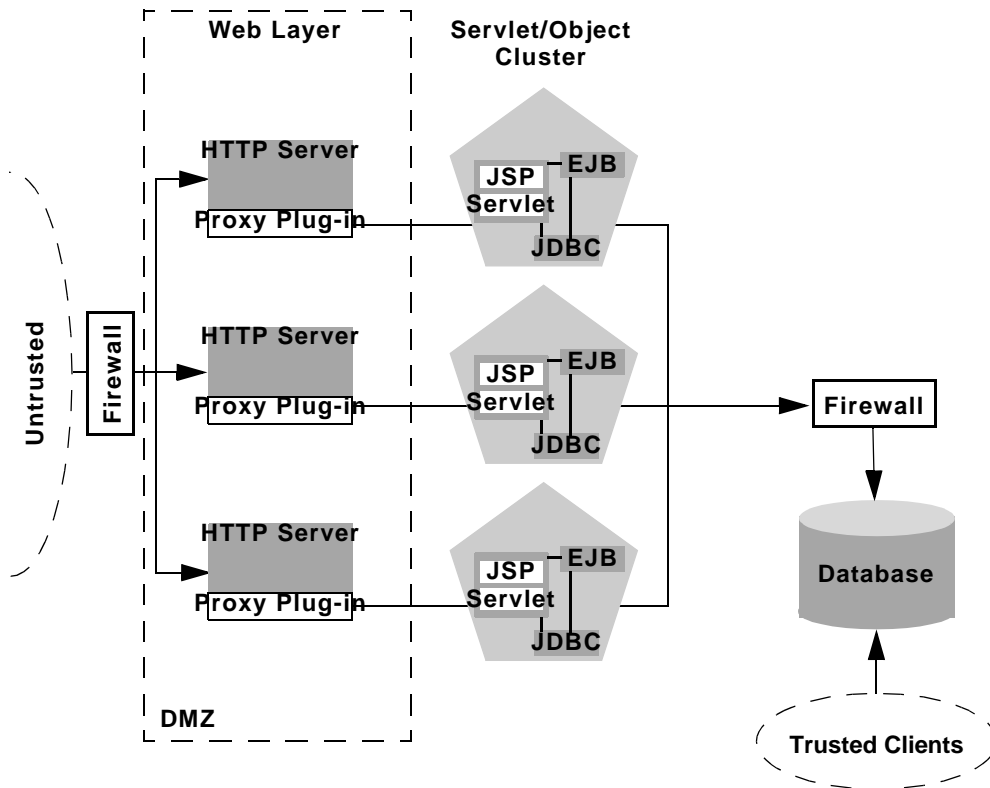 Web Layer
Servlet/Object
Cluster
HTTP Server
Proxy Plug-in
JSP
Servlet
EJB
JDBC
Untrusted
Firewall
HTTP Server
Proxy Plug-in
JSP
Servlet
EJB
JDBC
Firewall
HTTP Server
Proxy Plug-in
JSP
Servlet
EJB
JDBC
Database
DMZ
Trusted Clients